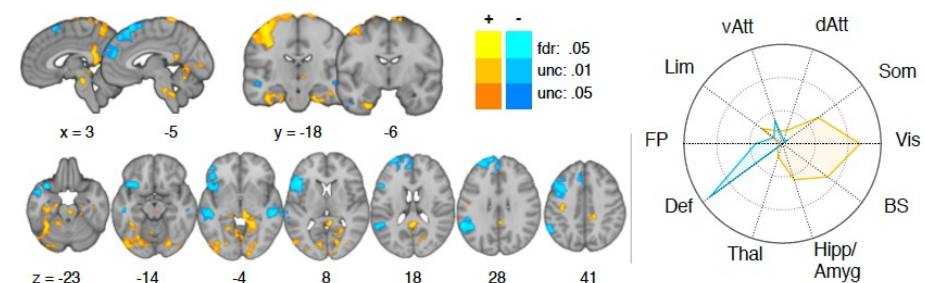 x = 3
-5
y = -18
-6
+ -
fdr: .05
unc: .01
unc: .05
z = -23
-14
-4
8
18
28
41
vAtt
dAtt
Lim
Som
FP
Vis
Def
BS
Thal
Hipp/
Amyg